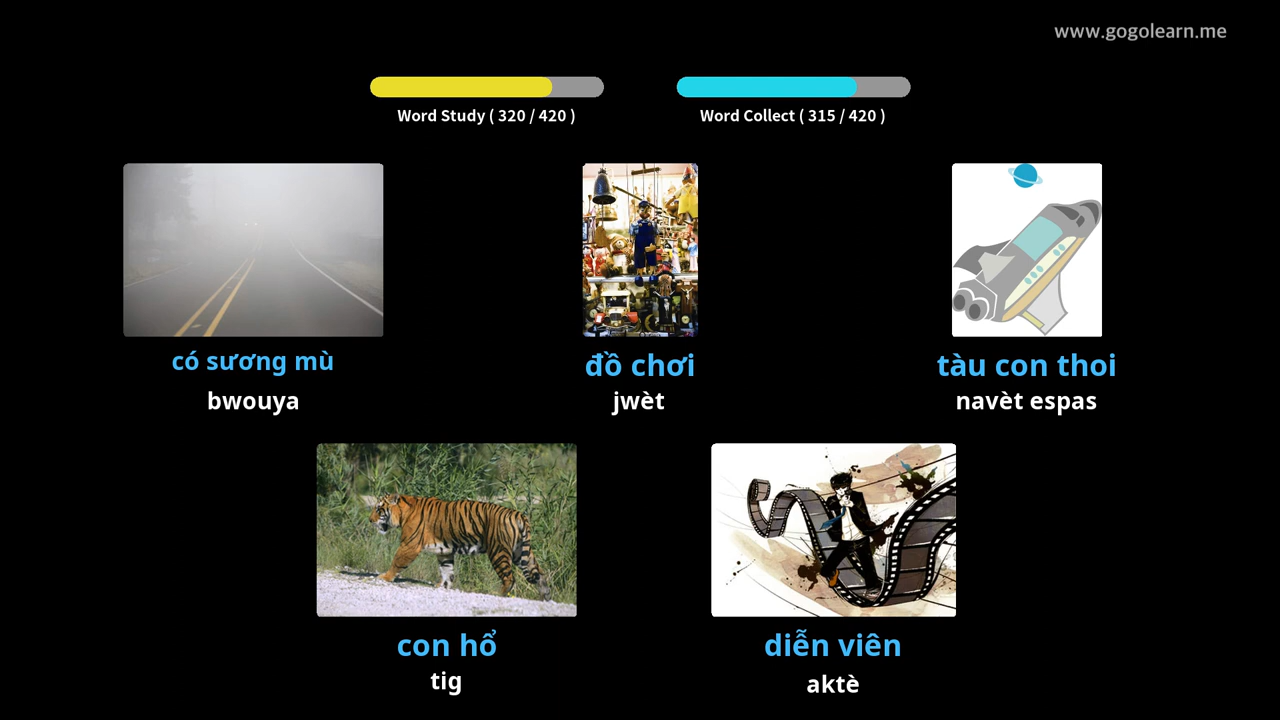 www.gogolearn.me
Word Study ( 320 / 420 )
Word Collect ( 315 / 420 )
có sương mù
bwouya
đồ chơi
jwèt
tàu con thoi
navèt espas
con hổ
tig
diễn viên
aktè